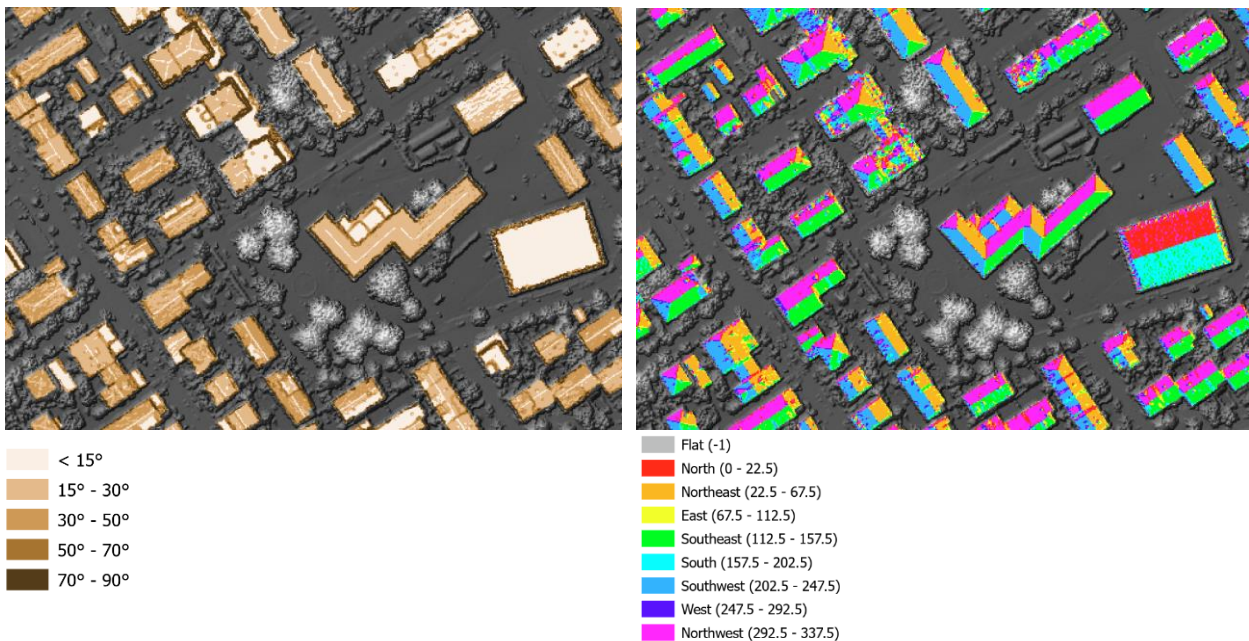 < 15°
15° - 30°
30° - 50°
50° - 70°
70° - 90°
Flat (-1)
North (0 - 22.5)
Northeast (22.5 - 67.5)
East (67.5 - 112.5)
Southeast (112.5 - 157.5)
South (157.5 - 202.5)
Southwest (202.5 - 247.5)
West (247.5 - 292.5)
Northwest (292.5 - 337.5)